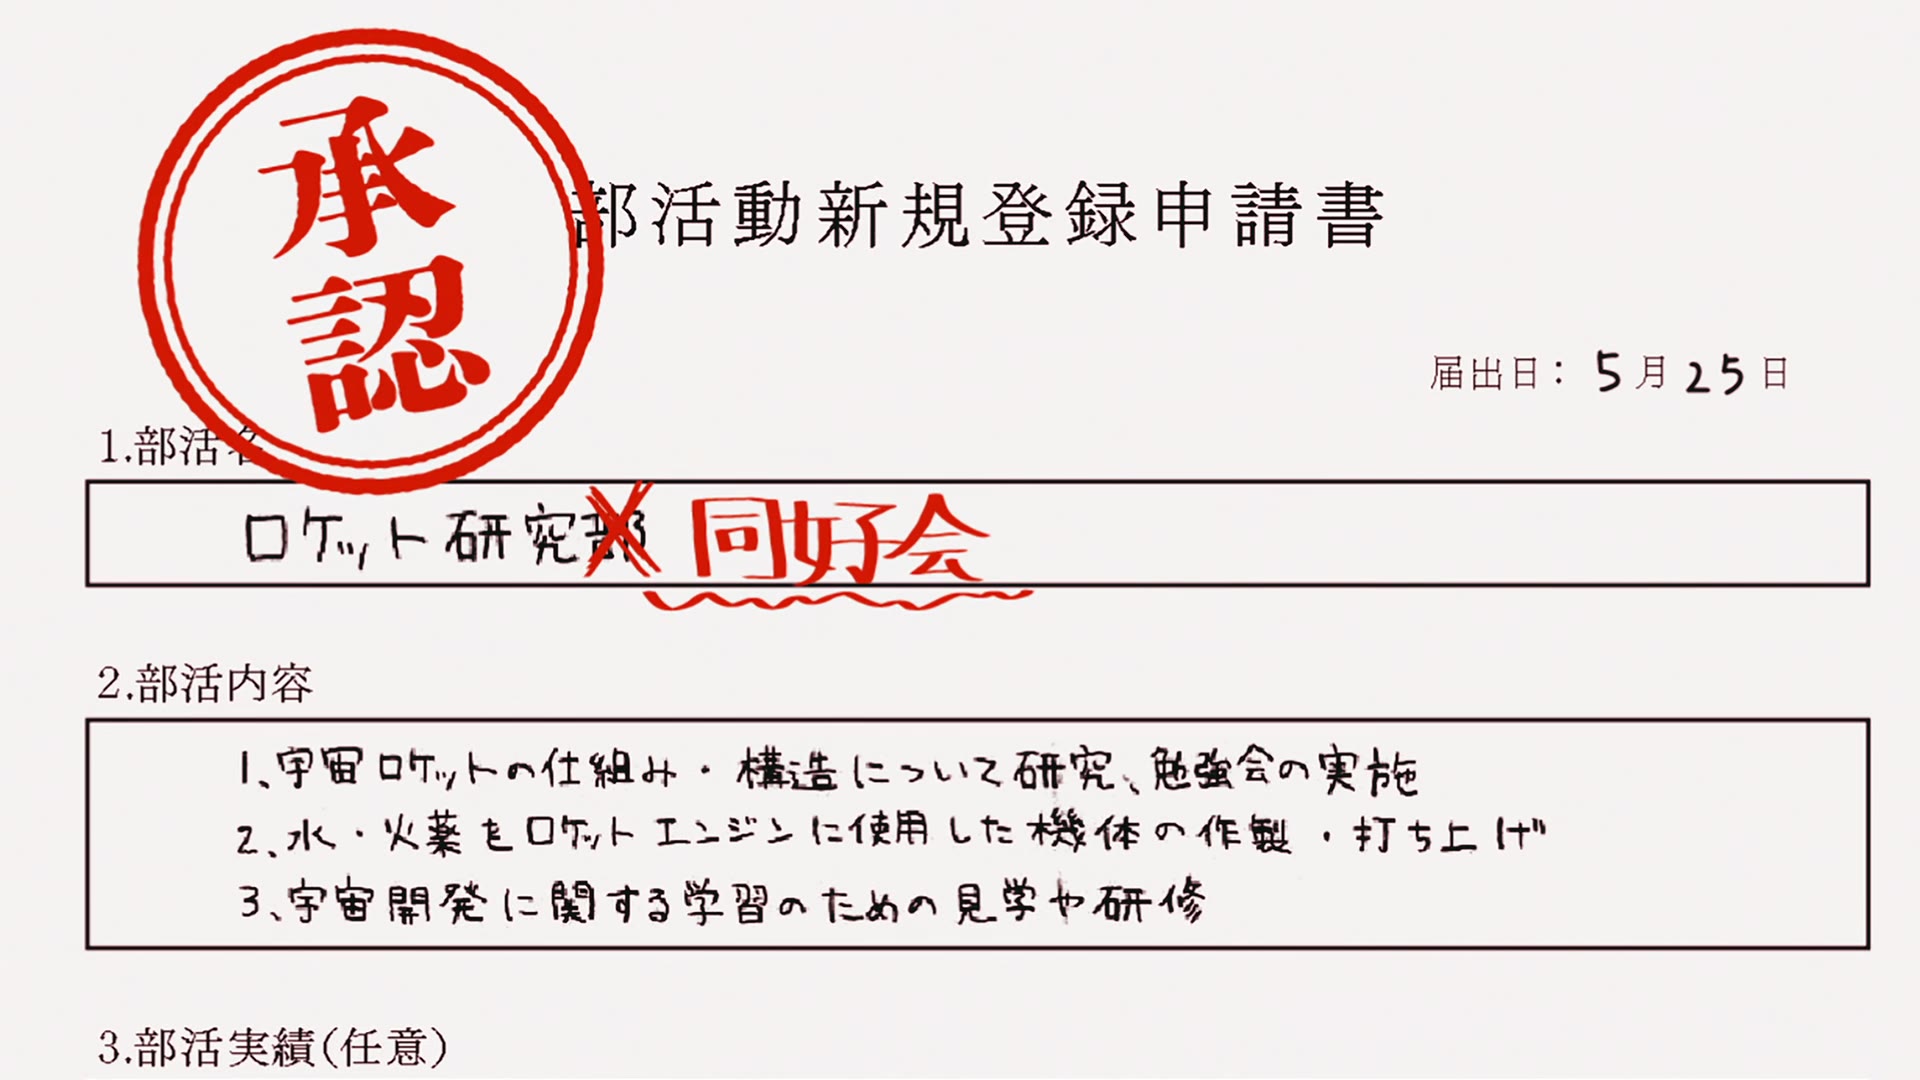 承認
部活動新規登録申請書
届出日：5月25日
1.部活名
ロケット研究部 同好会
2.部活内容
1、宇宙ロケットの仕組み・構造について研究、勉強会の実施
2、水・火薬をロケットエンジンに使用した機体の作製・打ち上げ
3、宇宙開発に関する学習のための見学や研修
3.部活実績(任意)